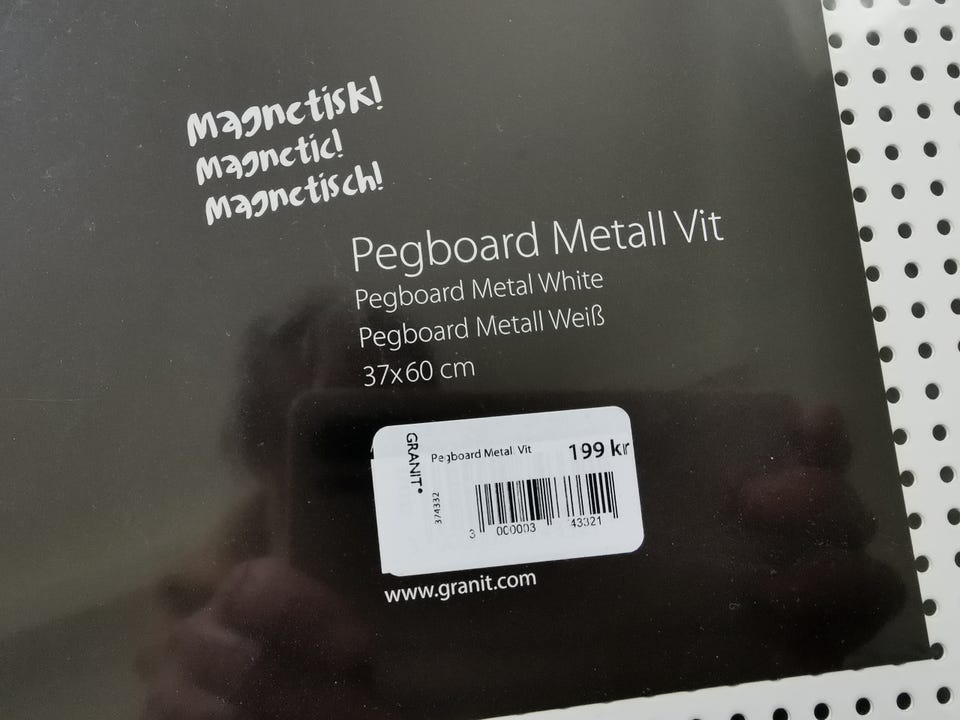 Magnetisk!
Magnetic!
Magnetisch!
Pegboard Metall Vit
Pegboard Metal White
Pegboard Metall Weiß
37x60 cm
GRANIT
Pegboard Metall Vit 199 kr
374332
3 000003 43321
www.granit.com